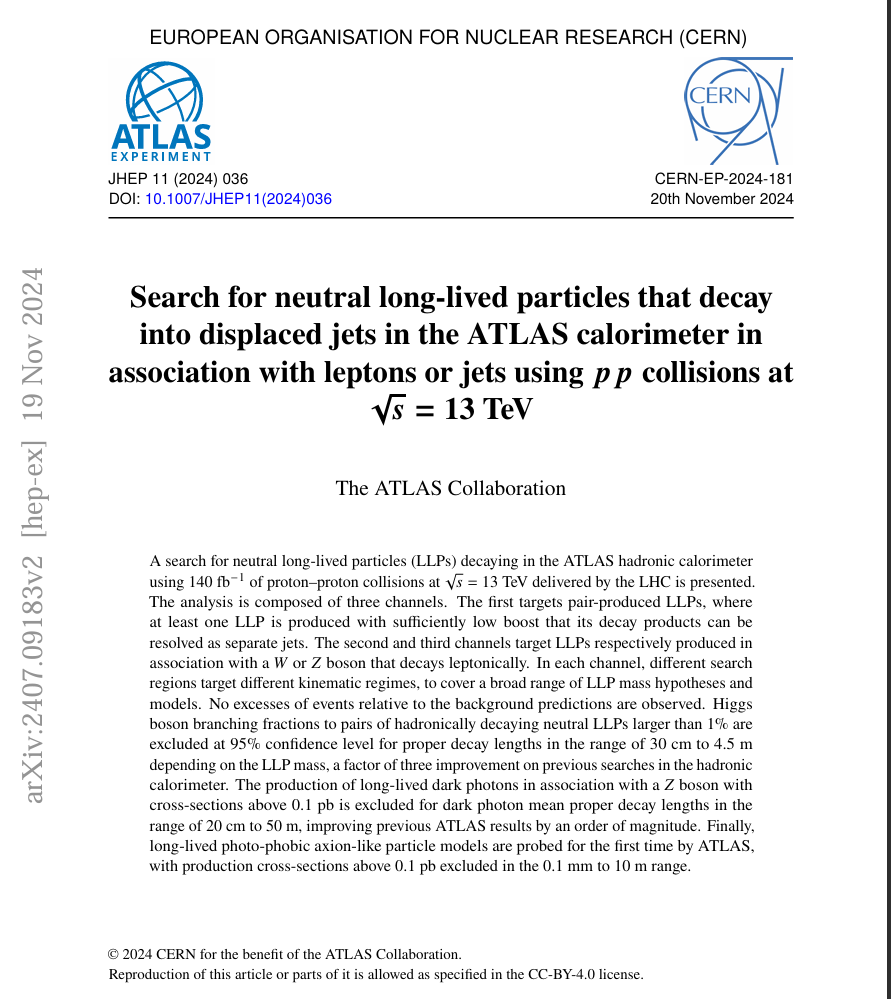 EUROPEAN ORGANISATION FOR NUCLEAR RESEARCH (CERN)
ATLAS
EXPERIMENT
CERN
JHEP 11 (2024) 036
DOI: 10.1007/JHEP11(2024)036
CERN-EP-2024-181
20th November 2024
arXiv:2407.09183v2 [hep-ex] 19 Nov 2024
Search for neutral long-lived particles that decay
into displaced jets in the ATLAS calorimeter in
association with leptons or jets using pp collisions at
√s = 13 TeV
The ATLAS Collaboration
A search for neutral long-lived particles (LLPs) decaying in the ATLAS hadronic calorimeter
using 140 fb⁻¹ of proton–proton collisions at √s = 13 TeV delivered by the LHC is presented.
The analysis is composed of three channels. The first targets pair-produced LLPs, where
at least one LLP is produced with sufficiently low boost that its decay products can be
resolved as separate jets. The second and third channels target LLPs respectively produced in
association with a W or Z boson that decays leptonically. In each channel, different search
regions target different kinematic regimes, to cover a broad range of LLP mass hypotheses and
models. No excesses of events relative to the background predictions are observed. Higgs
boson branching fractions to pairs of hadronically decaying neutral LLPs larger than 1% are
excluded at 95% confidence level for proper decay lengths in the range of 30 cm to 4.5 m
depending on the LLP mass, a factor of three improvement on previous searches in the hadronic
calorimeter. The production of long-lived dark photons in association with a Z boson with
cross-sections above 0.1 pb is excluded for dark photon mean proper decay lengths in the
range of 20 cm to 50 m, improving previous ATLAS results by an order of magnitude. Finally,
long-lived photo-phobic axion-like particle models are probed for the first time by ATLAS,
with production cross-sections above 0.1 pb excluded in the 0.1 mm to 10 m range.
© 2024 CERN for the benefit of the ATLAS Collaboration.
Reproduction of this article or parts of it is allowed as specified in the CC-BY-4.0 license.